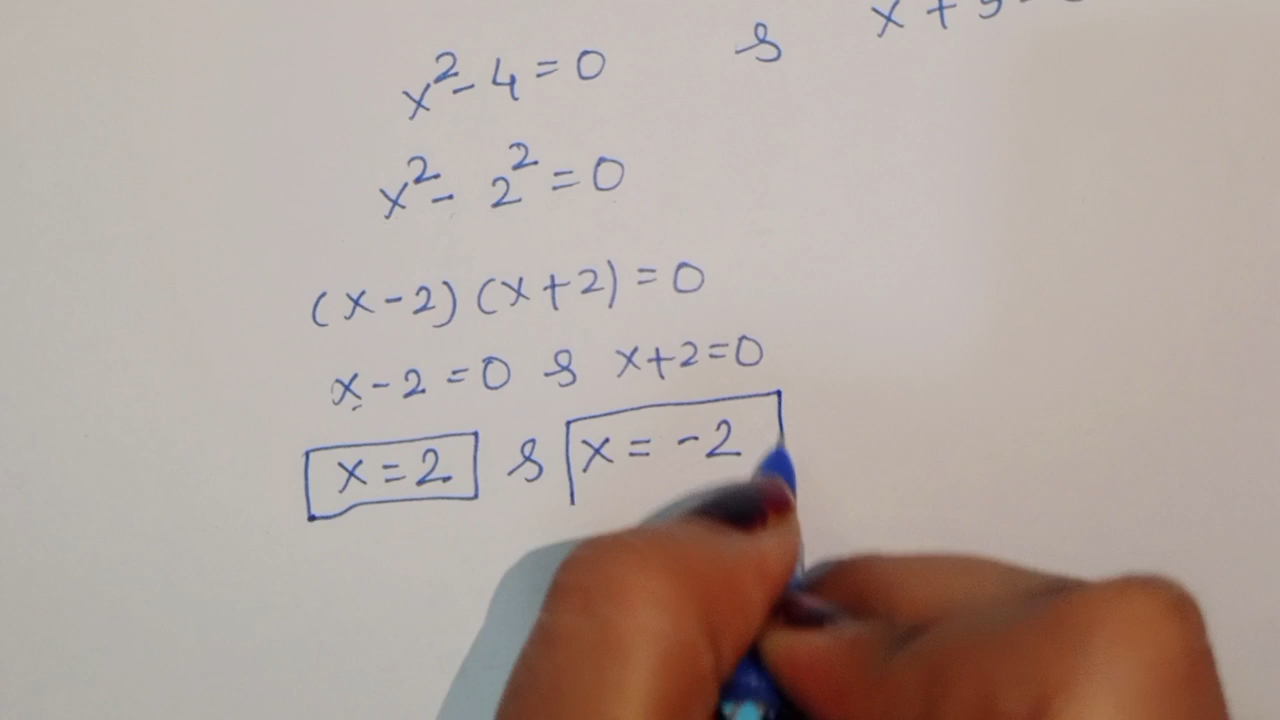 x² - 4 = 0 & x +
x² - 2² = 0
(x - 2) (x + 2) = 0
x - 2 = 0 & x + 2 = 0
x = 2 & x = -2